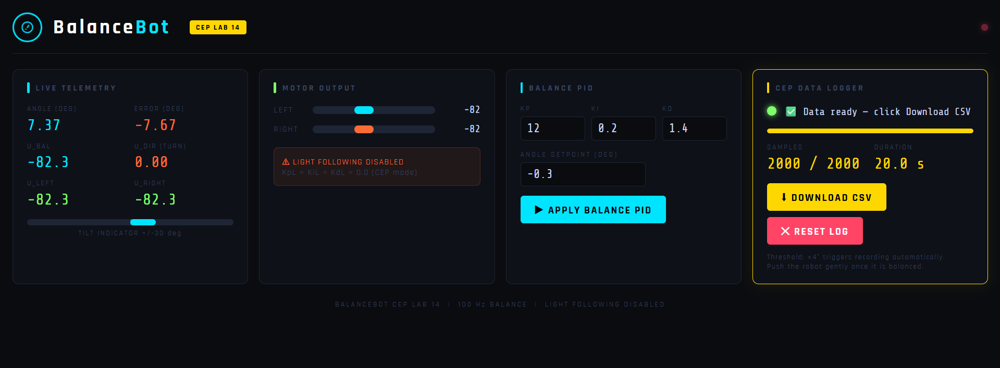 BalanceBot CEP LAB 14
LIVE TELEMETRY
ANGLE (DEG) ERROR (DEG)
7.37 -7.67
U_BAL U_DIR (TURN)
-82.3 0.00
U_LEFT U_RIGHT
-82.3 -82.3
TILT INDICATOR +/-30 deg
MOTOR OUTPUT
LEFT -82
RIGHT -82
⚠ LIGHT FOLLOWING DISABLED
KpL = KiL = KdL = 0.0 (CEP mode)
BALANCE PID
KP KI KD
12 0.2 1.4
ANGLE SETPOINT (DEG)
-0.3
▶ APPLY BALANCE PID
CEP DATA LOGGER
✅ Data ready — click Download CSV
SAMPLES DURATION
2000 / 2000 20.0 s
⬇ DOWNLOAD CSV
✕ RESET LOG
Threshold: ±4° triggers recording automatically.
Push the robot gently once it is balanced.
BALANCEBOT CEP LAB 14 | 100 Hz BALANCE | LIGHT FOLLOWING DISABLED